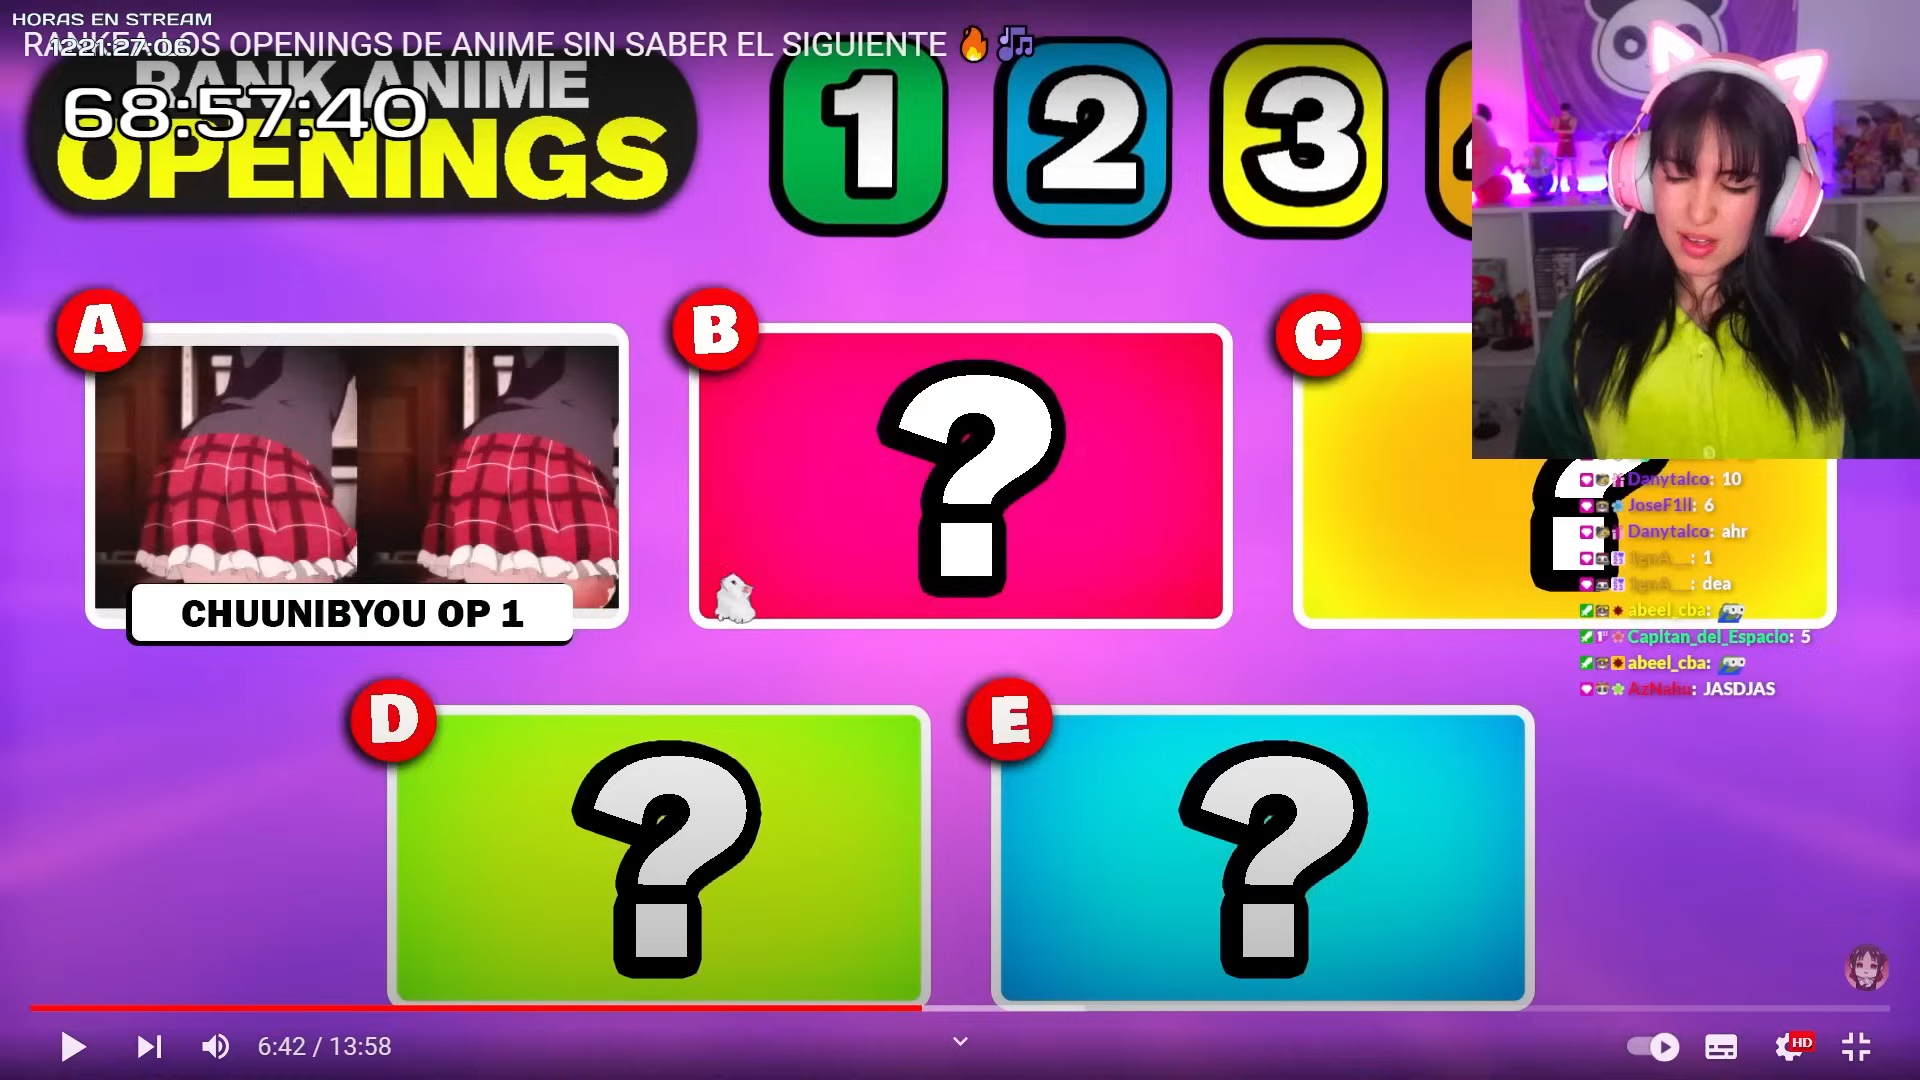 HORAS EN STREAM
RANKEA LOS OPENINGS DE ANIME SIN SABER EL SIGUIENTE 🔥🎶
RANK ANIME
68:57:40
OPENINGS
1
2
3
A
B
C
?
?
CHUUNIBYOU OP 1
Danytalco: 10
JoseF1ll: 6
Danytalco: ahr
: 1
: dea
abeel_cba:
Capitan_del_Espacio: 5
abeel_cba:
AzNahu: JASDJAS
D
E
?
?
6:42 / 13:58
HD